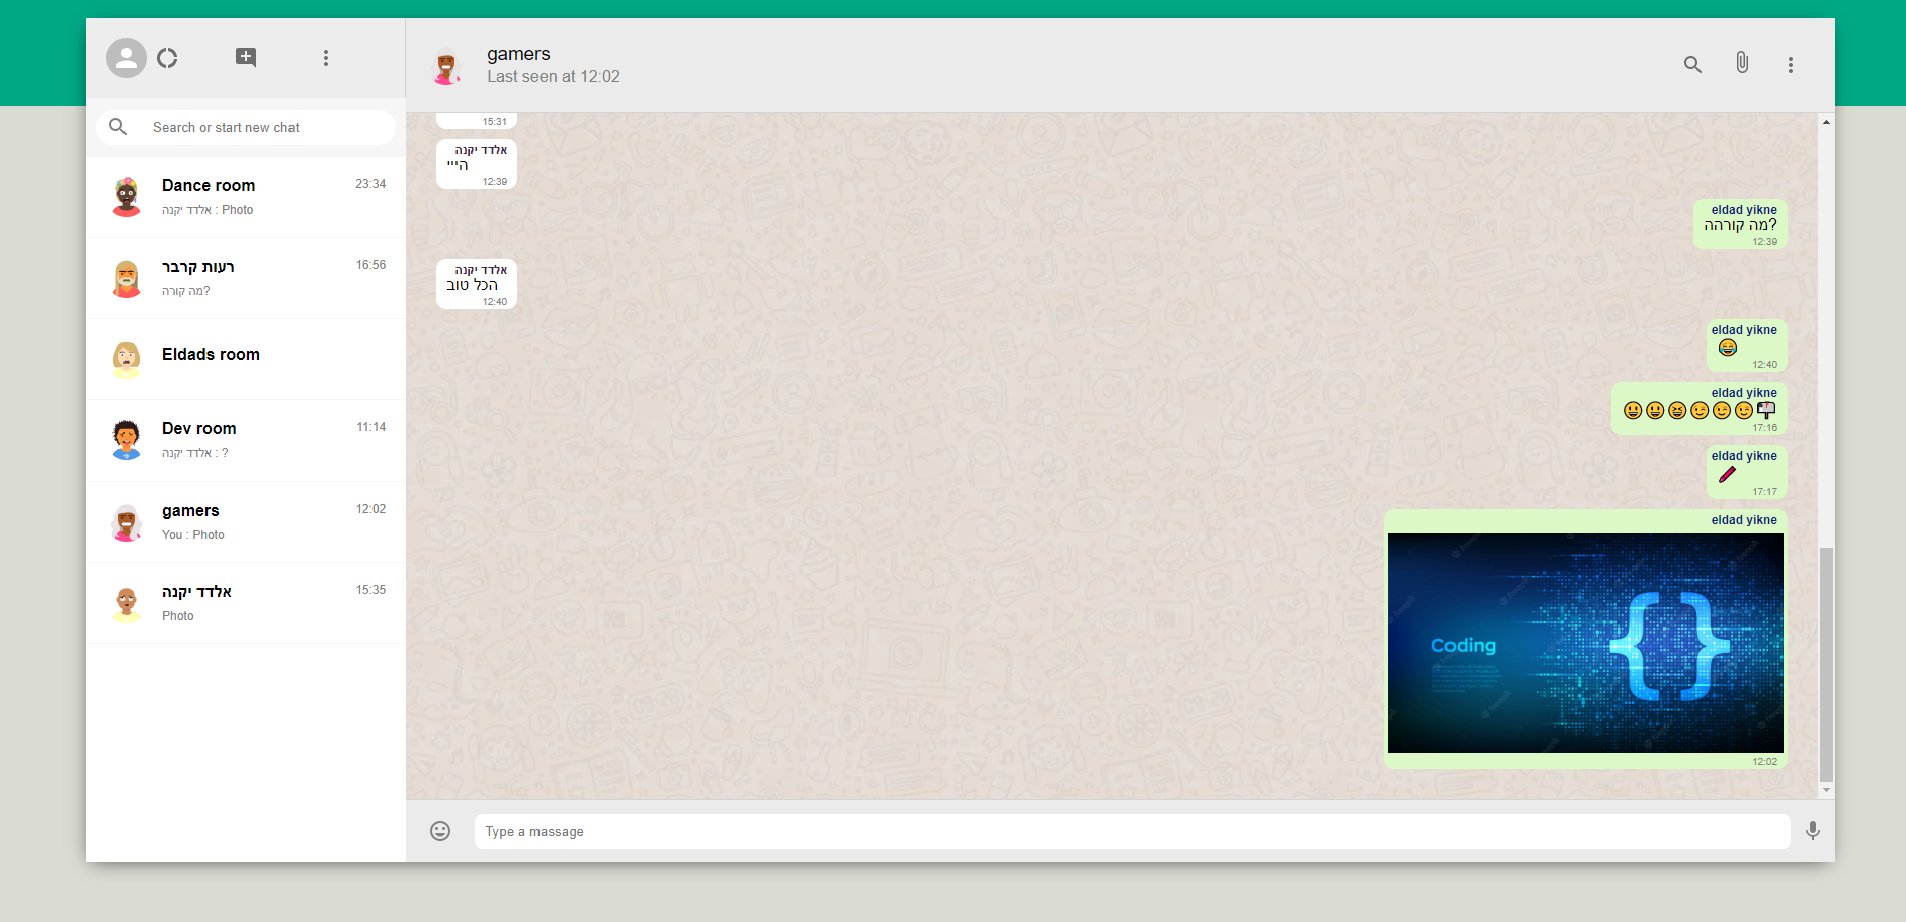 Search or start new chat
Dance room
23:34
אלדד יקנה : Photo
רעות קרבר
16:56
מה קורה?
Eldads room
Dev room
11:14
אלדד יקנה : ?
gamers
12:02
You : Photo
אלדד יקנה
15:35
Photo
gamers
Last seen at 12:02
15:31
אלדד יקנה
הייי
12:39
eldad yikne
מה קורהה?
12:39
אלדד יקנה
הכל טוב
12:40
eldad yikne
😂
12:40
eldad yikne
😃😃😆😉😉😉📬
17:16
eldad yikne
17:17
eldad yikne
Coding
12:02
Type a massage